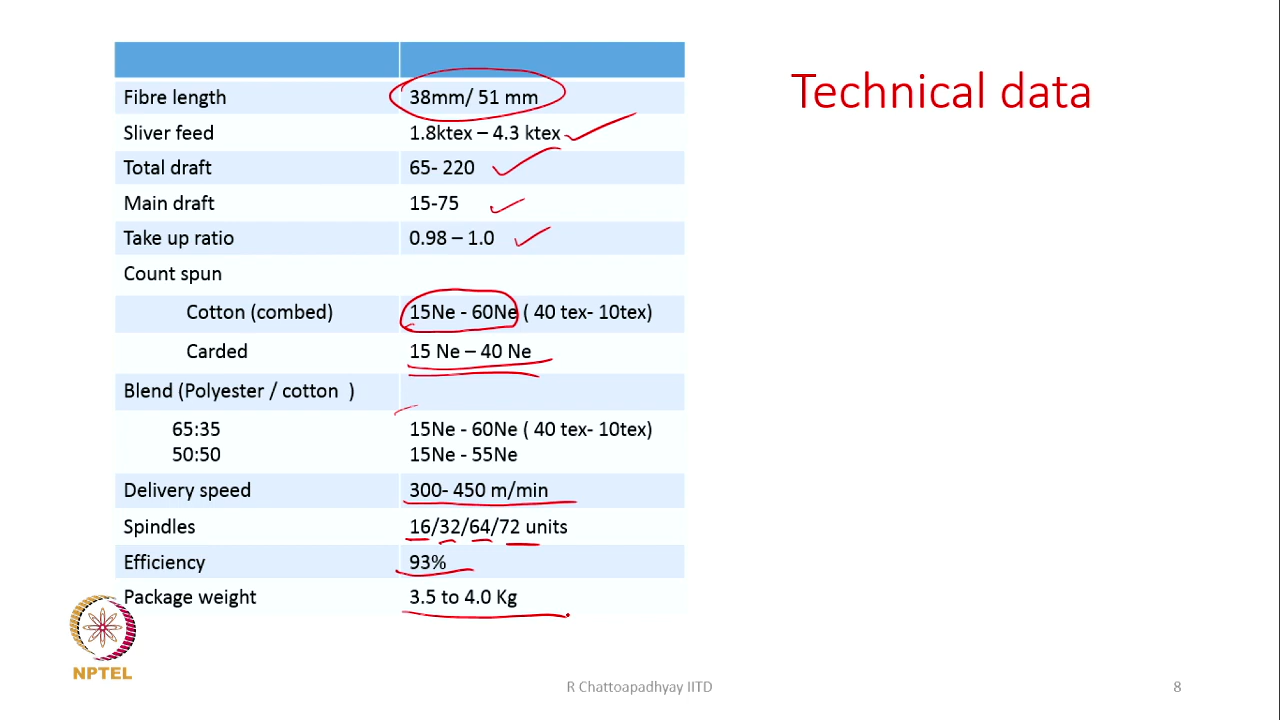 Technical data
Fibre length 38mm/ 51 mm
Sliver feed 1.8ktex – 4.3 ktex
Total draft 65- 220
Main draft 15-75
Take up ratio 0.98 – 1.0
Count spun
Cotton (combed) 15Ne - 60Ne ( 40 tex- 10tex)
Carded 15 Ne – 40 Ne
Blend (Polyester / cotton )
65:35 15Ne - 60Ne ( 40 tex- 10tex)
50:50 15Ne - 55Ne
Delivery speed 300- 450 m/min
Spindles 16/32/64/72 units
Efficiency 93%
Package weight 3.5 to 4.0 Kg
NPTEL
R Chattoapadhyay IITD 8